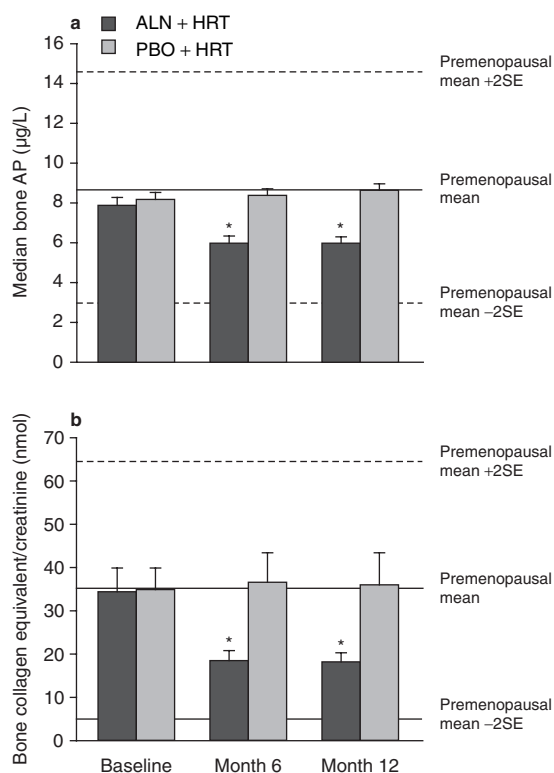 a
ALN + HRT
PBO + HRT
Median bone AP (µg/L)
16
14
12
10
8
6
4
2
0
*
*
Premenopausal
mean +2SE
Premenopausal
mean
Premenopausal
mean –2SE
b
Bone collagen equivalent/creatinine (nmol)
70
60
50
40
30
20
10
0
*
*
Premenopausal
mean +2SE
Premenopausal
mean
Premenopausal
mean –2SE
Baseline
Month 6
Month 12